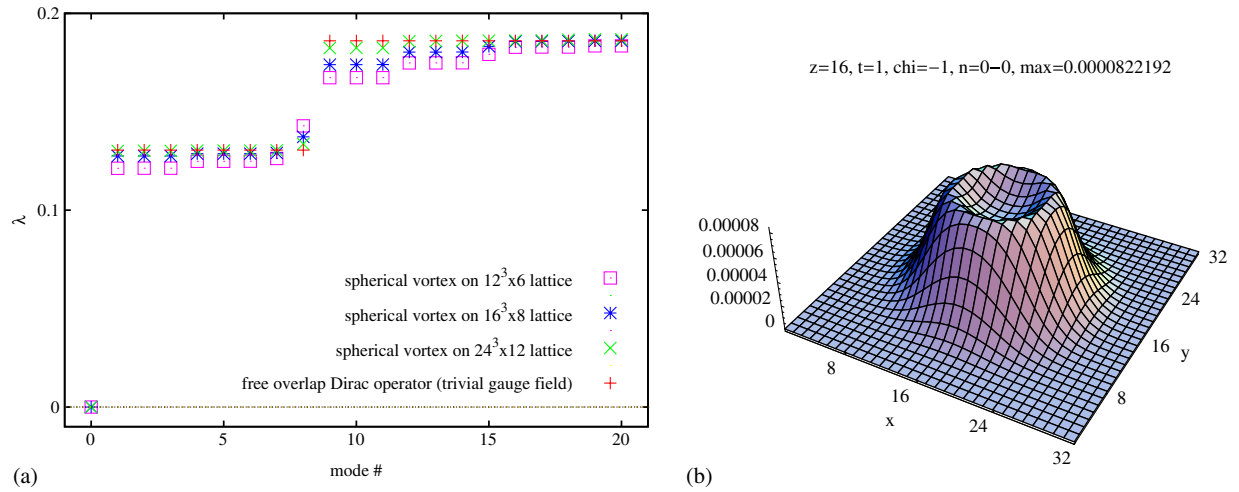 0.2
0.1
0
λ
spherical vortex on 12³x6 lattice
spherical vortex on 16³x8 lattice
spherical vortex on 24³x12 lattice
free overlap Dirac operator (trivial gauge field)
0 5 10 15 20
mode #
(a)
z=16, t=1, chi=−1, n=0−0, max=0.0000822192
0.00008
0.00006
0.00004
0.00002
0
8
16
24
32
x
8
16
24
32
y
(b)